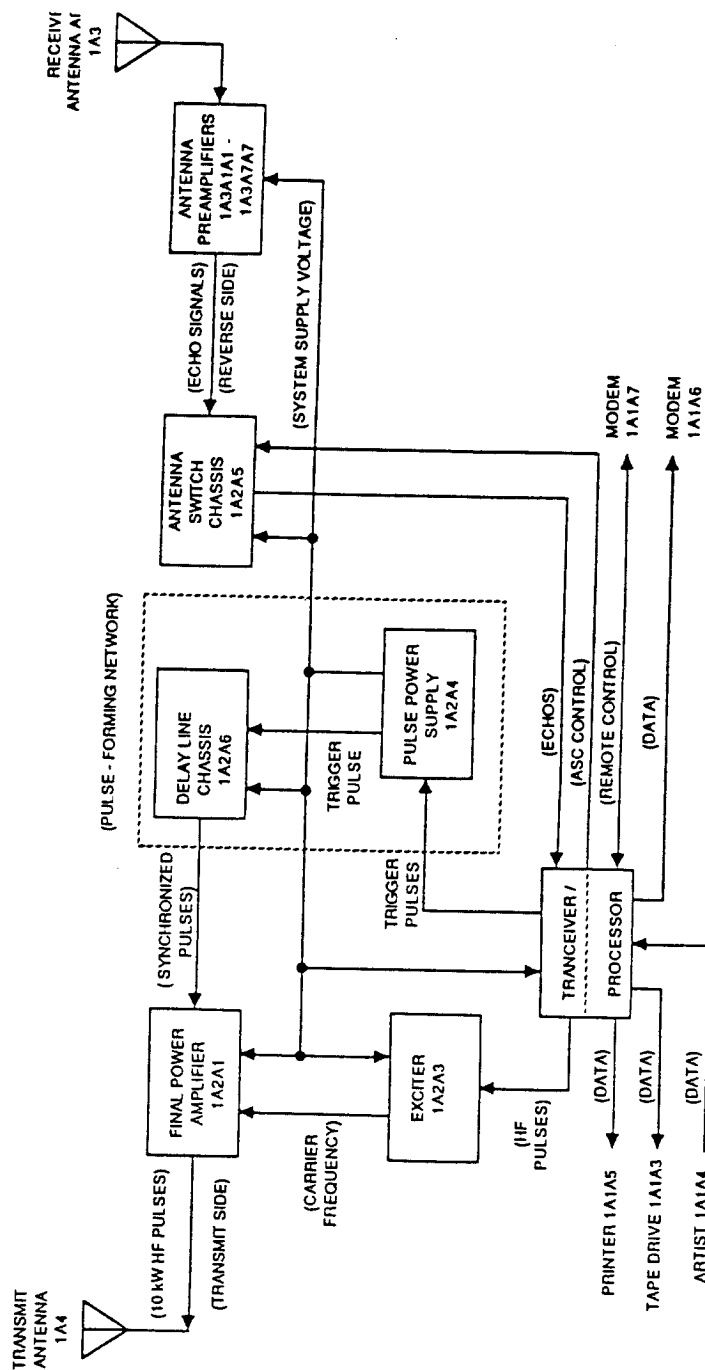 TRANSMIT
ANTENNA
1A4
(10 kW HF PULSES)
(TRANSMIT SIDE)
FINAL POWER
AMPLIFIER
1A2A1
(SYNCHRONIZED
PULSES)
(PULSE - FORMING NETWORK)
DELAY LINE
CHASSIS
1A2A6
TRIGGER
PULSE
PULSE POWER
SUPPLY
1A2A4
ANTENNA
SWITCH
CHASSIS
1A2A5
(ECHO SIGNALS)
(REVERSE SIDE)
ANTENNA
PREAMPLIFIERS
1A3A1A1 -
1A3A7A7
RECEIV
ANTENNA A
1A3
(SYSTEM SUPPLY VOLTAGE)
(CARRIER
FREQUENCY)
EXCITER
1A2A3
(HF
PULSES)
TRIGGER
PULSES
TRANCEIVER /
PROCESSOR
(ECHOS)
(ASC CONTROL)
(REMOTE CONTROL)
(DATA)
MODEM
1A1A7
MODEM
1A1A6
PRINTER 1A1A5
(DATA)
TAPE DRIVE 1A1A3
(DATA)
ARTIST 1A1A4
(DATA)